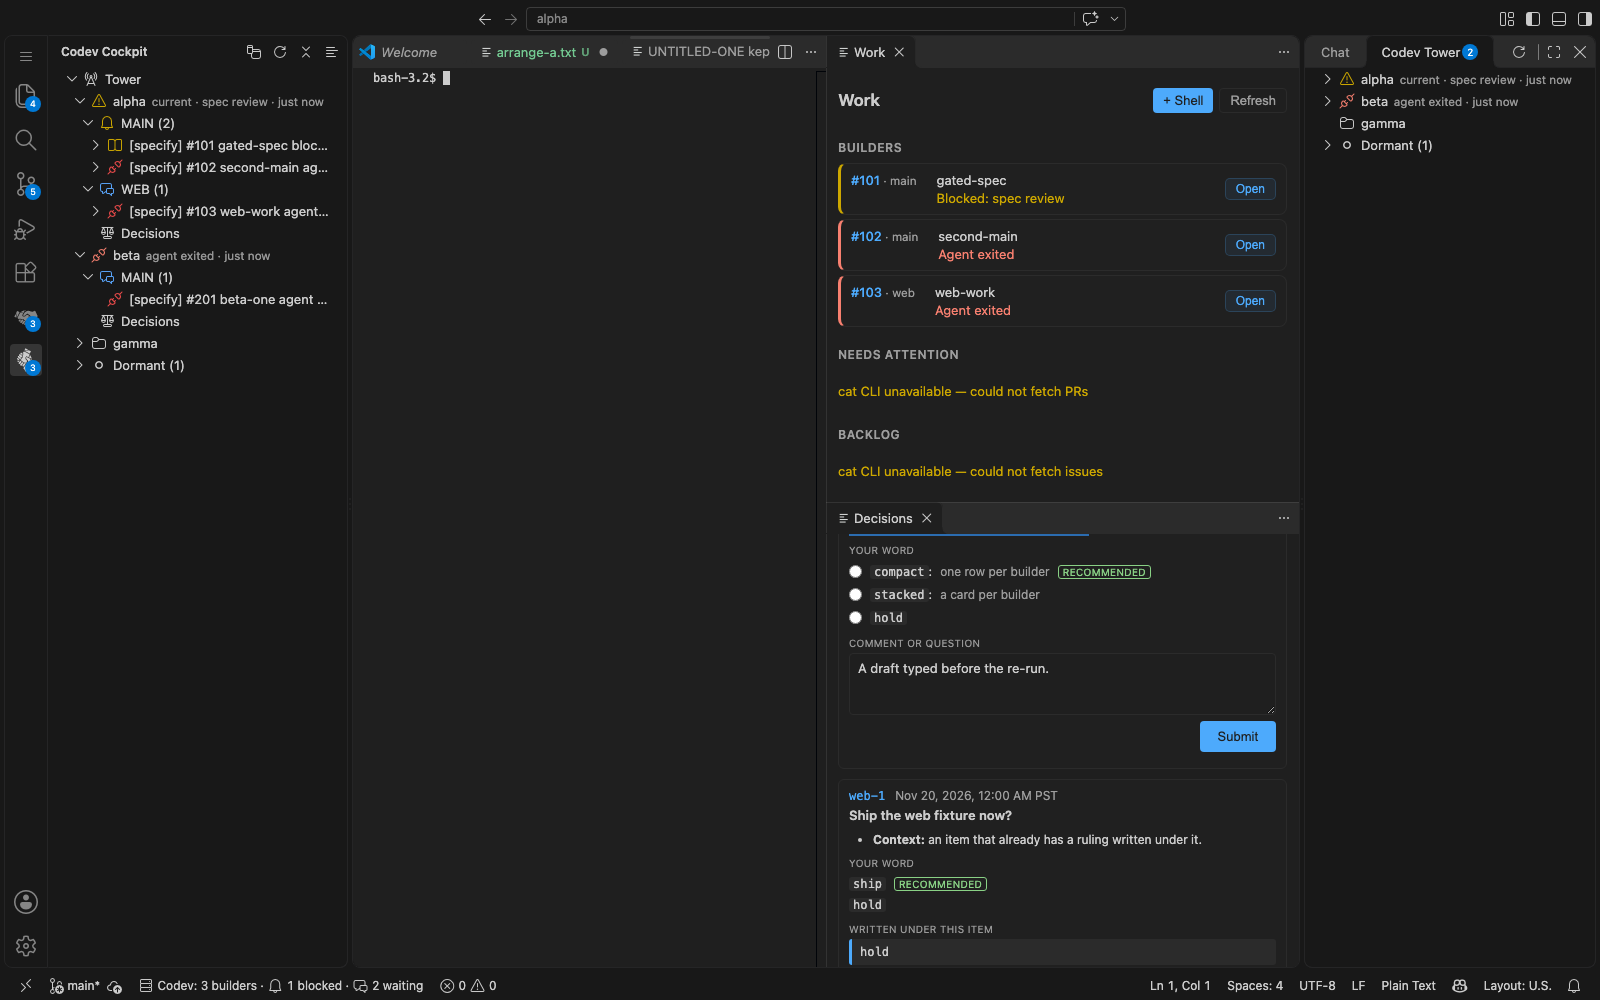 alpha
Codev Cockpit
Tower
alpha current · spec review · just now
MAIN (2)
[specify] #101 gated-spec bloc...
[specify] #102 second-main ag...
WEB (1)
[specify] #103 web-work agent...
Decisions
beta agent exited · just now
MAIN (1)
[specify] #201 beta-one agent ...
Decisions
gamma
Dormant (1)
4
5
3
3
Welcome
arrange-a.txt U
UNTITLED-ONE kep
bash-3.2$
Work
Work
+ Shell
Refresh
BUILDERS
#101 · main gated-spec
Blocked: spec review
Open
#102 · main second-main
Agent exited
Open
#103 · web web-work
Agent exited
Open
NEEDS ATTENTION
cat CLI unavailable — could not fetch PRs
BACKLOG
cat CLI unavailable — could not fetch issues
Decisions
YOUR WORD
compact: one row per builder RECOMMENDED
stacked: a card per builder
hold
COMMENT OR QUESTION
A draft typed before the re-run.
Submit
web-1 Nov 20, 2026, 12:00 AM PST
Ship the web fixture now?
• Context: an item that already has a ruling written under it.
YOUR WORD
ship RECOMMENDED
hold
WRITTEN UNDER THIS ITEM
hold
Chat
Codev Tower 2
alpha current · spec review · just now
beta agent exited · just now
gamma
Dormant (1)
main*
Codev: 3 builders · 1 blocked · 2 waiting
0 0
Ln 1, Col 1
Spaces: 4
UTF-8
LF
Plain Text
Layout: U.S.